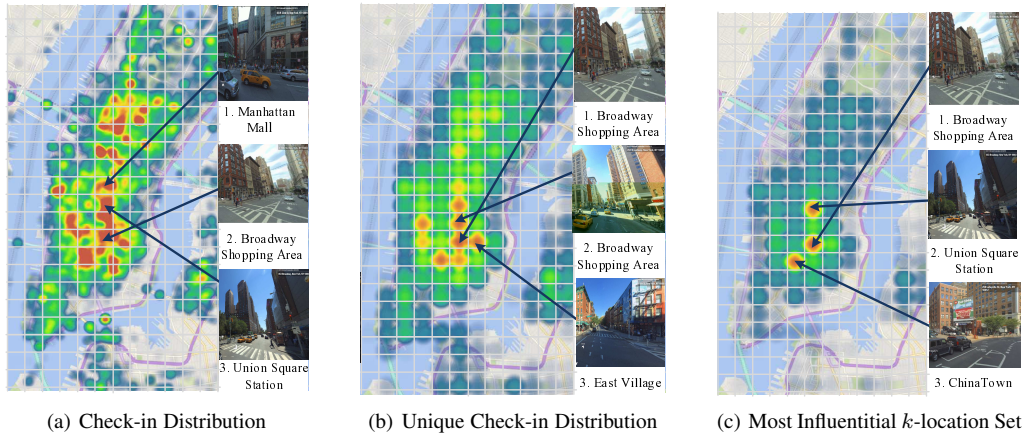 1. Manhattan
Mall
2. Broadway
Shopping Area
3. Union Square
Station
(a) Check-in Distribution
1. Broadway
Shopping Area
2. Broadway
Shopping Area
3. East Village
(b) Unique Check-in Distribution
1. Broadway
Shopping Area
2. Union Square
Station
3. ChinaTown
(c) Most Influentitial k-location Set